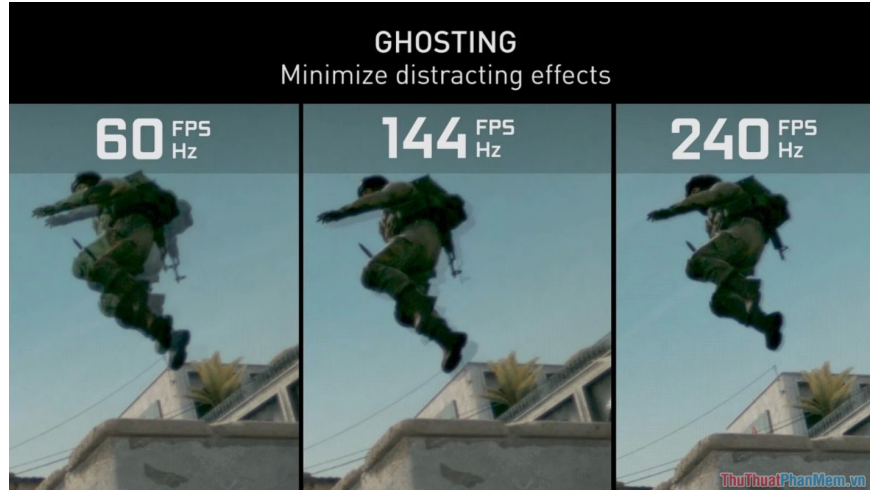 GHOSTING
Minimize distracting effects
60 FPS Hz
144 FPS Hz
240 FPS Hz
ThuThuatPhanMem.vn